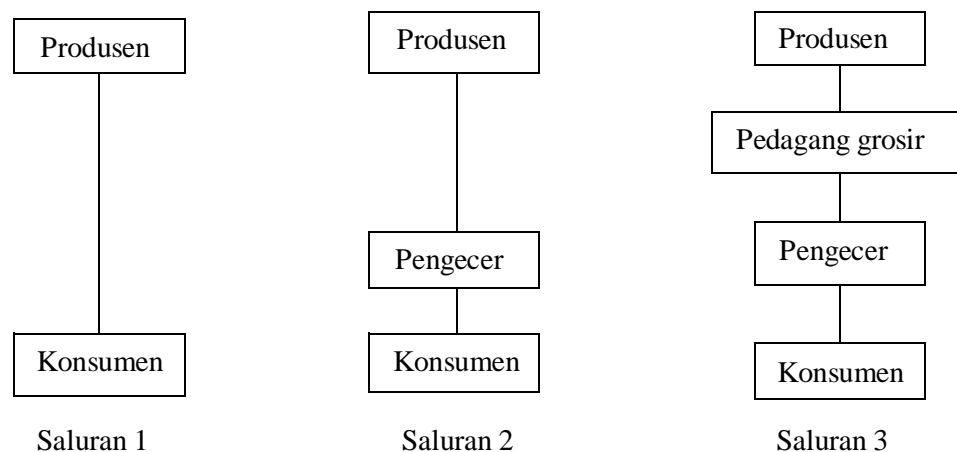 Produsen
Konsumen
Saluran 1
Produsen
Pengecer
Konsumen
Saluran 2
Produsen
Pedagang grosir
Pengecer
Konsumen
Saluran 3